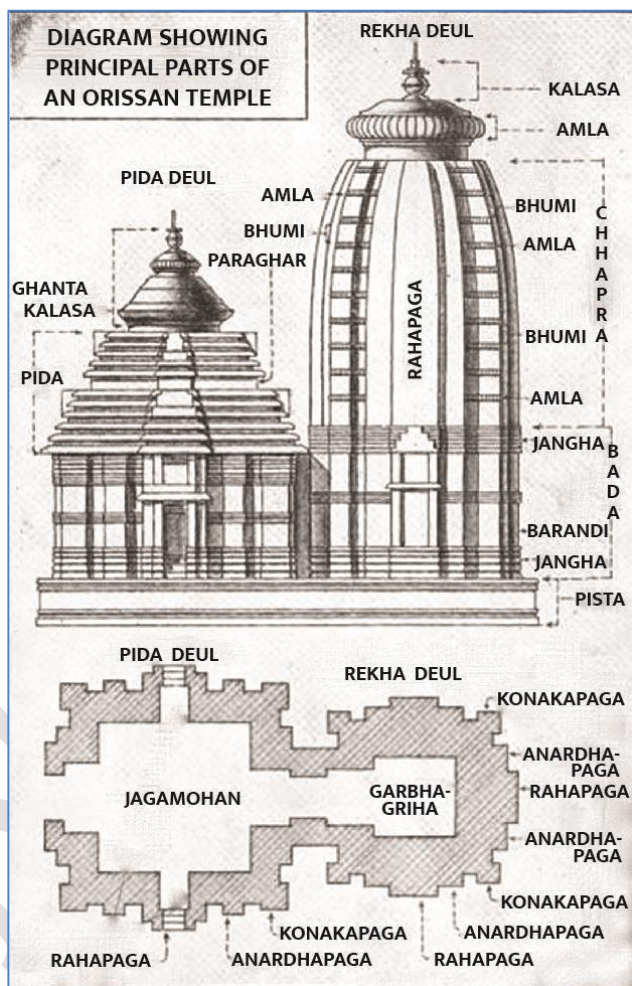 DIAGRAM SHOWING
PRINCIPAL PARTS OF
AN ORISSAN TEMPLE
REKHA DEUL
KALASA
AMLA
PIDA DEUL
AMLA
BHUMI
BHUMI
AMLA
PARAGHAR
GHANTA
KALASA
CHHAPRA
RAHAPAGA
BHUMI
PIDA
AMLA
JANGHA
BADA
BARANDI
JANGHA
PISTA
PIDA DEUL
REKHA DEUL
KONAKAPAGA
ANARDHA-
PAGA
RAHAPAGA
JAGAMOHAN
GARBHA-
GRIHA
ANARDHA-
PAGA
KONAKAPAGA
KONAKAPAGA
ANARDHAPAGA
RAHAPAGA
ANARDHAPAGA
RAHAPAGA